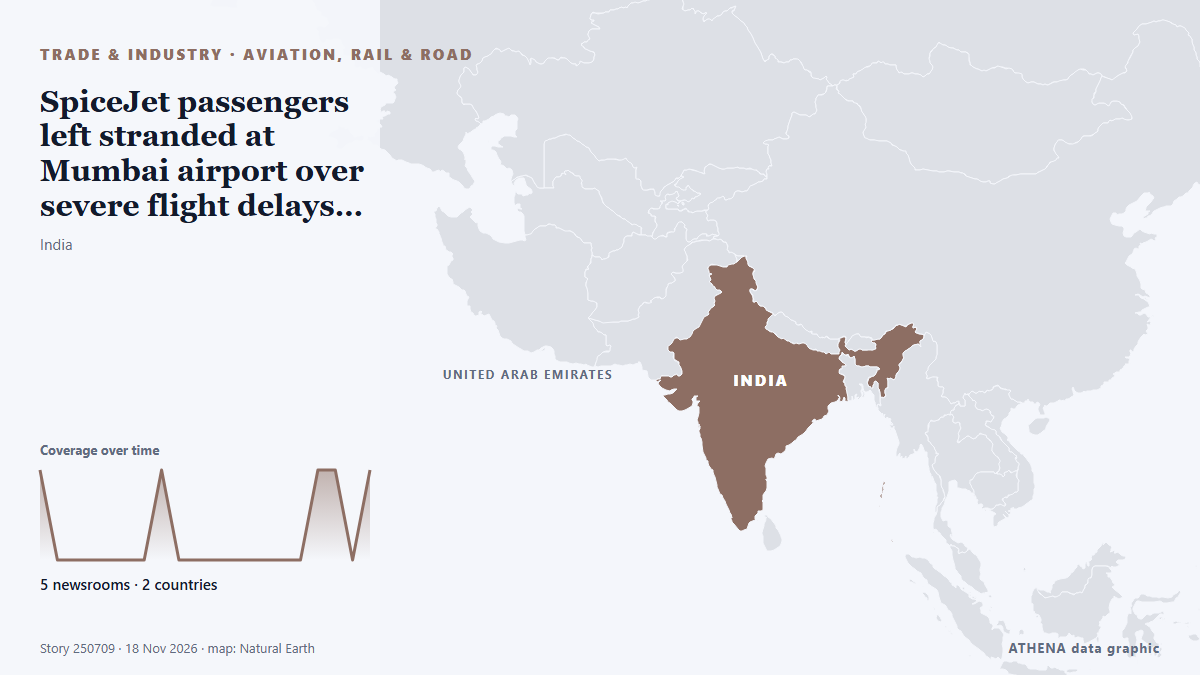 TRADE & INDUSTRY · AVIATION, RAIL & ROAD
SpiceJet passengers
left stranded at
Mumbai airport over
severe flight delays...
India
UNITED ARAB EMIRATES
INDIA
Coverage over time
5 newsrooms · 2 countries
Story 250709 · 18 Nov 2026 · map: Natural Earth
ATHENA data graphic